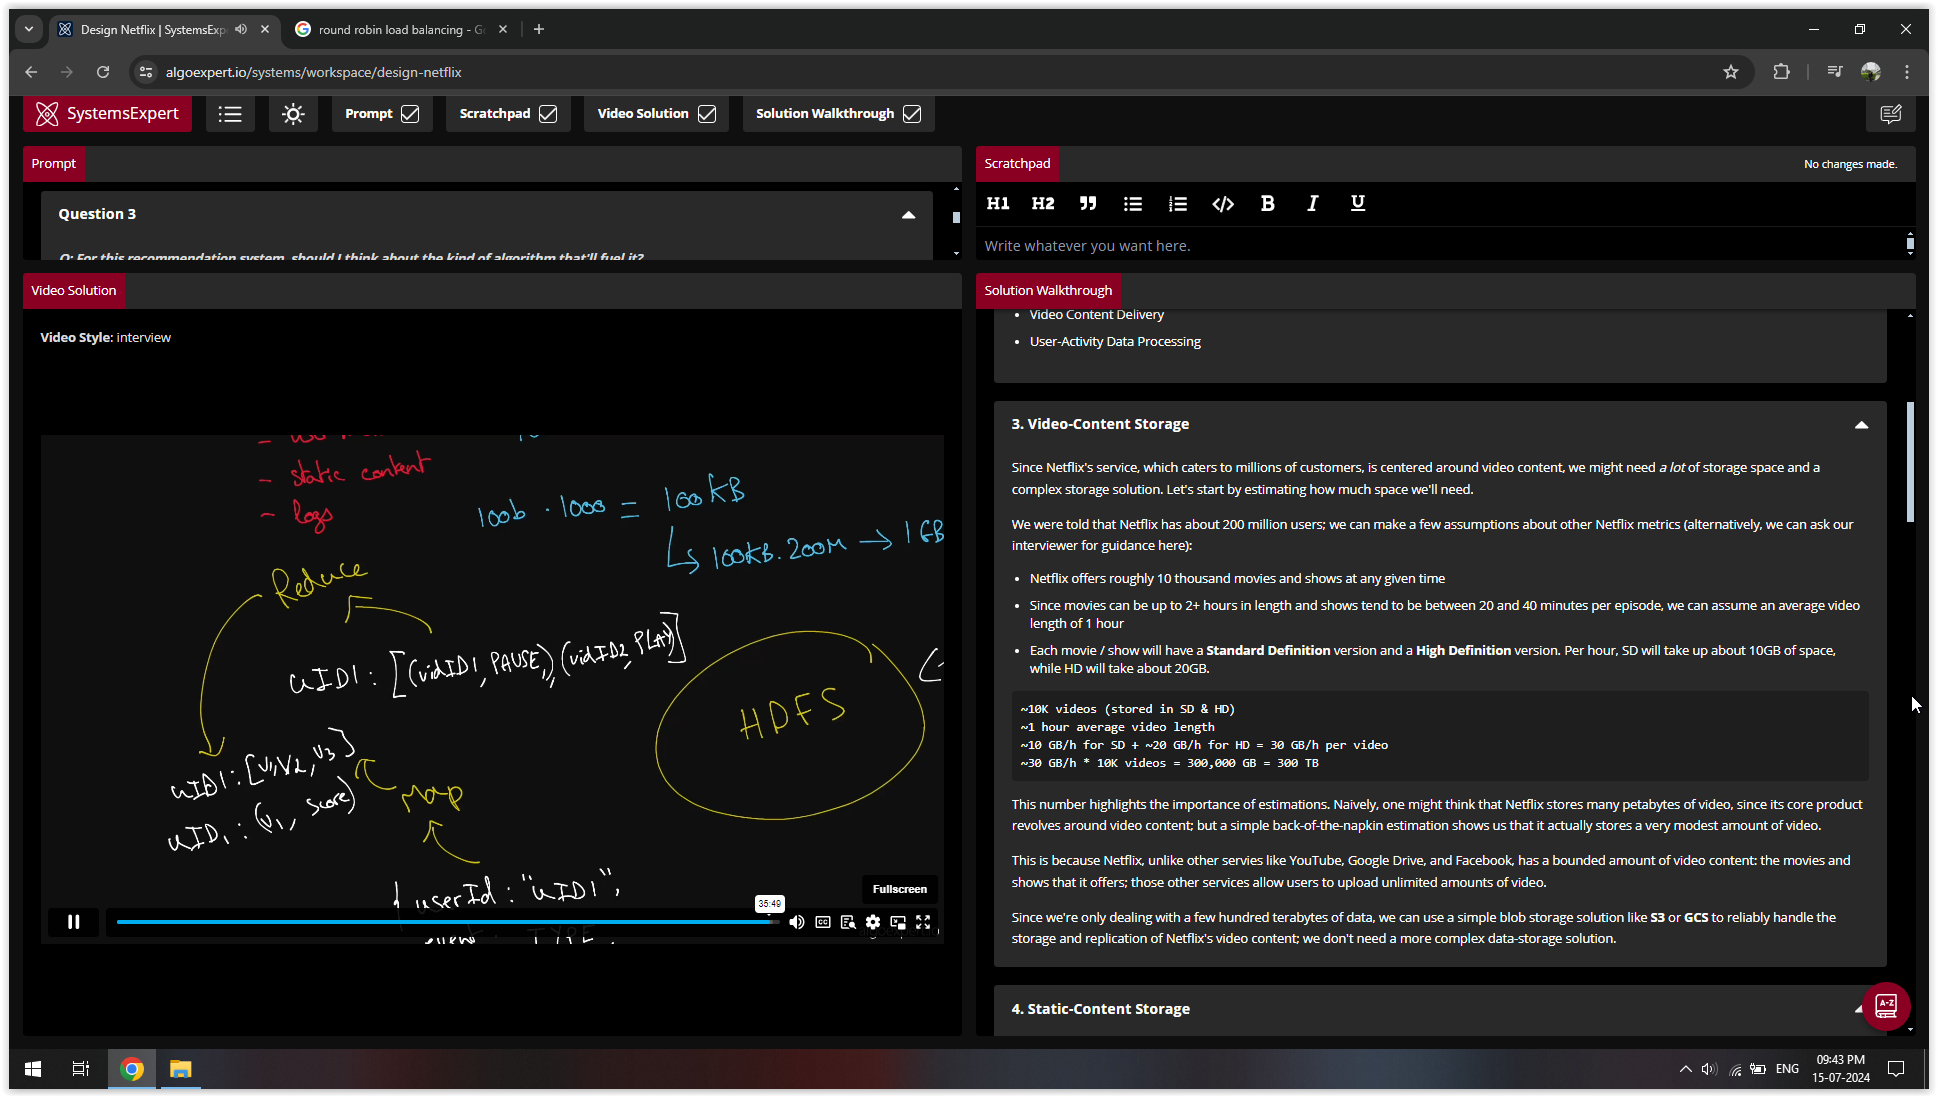 Design Netflix | SystemsExp
round robin load balancing - G
algoexpert.io/systems/workspace/design-netflix
SystemsExpert
Prompt
Scratchpad
Video Solution
Solution Walkthrough
Prompt
Question 3
Q: For this recommendation system, should I think about the kind of algorithm that'll fuel it?
Scratchpad
No changes made.
H1 H2 B I U
Write whatever you want here.
Video Solution
Video Style: interview
- static content
- logs
100b · 1000 = 100KB
100KB.200M → 1 GB
Reduce
uID1: [(vidID1, PAUSE), (vidID2, PLAY)]
HDFS
uID1: [V1, V2, V3]
uID1: (V1, score)
Map
{ userId: "uID1",
event: TYPE,
Fullscreen
35:49
CC
Solution Walkthrough
• Video Content Delivery
• User-Activity Data Processing
3. Video-Content Storage
Since Netflix's service, which caters to millions of customers, is centered around video content, we might need a lot of storage space and a
complex storage solution. Let's start by estimating how much space we'll need.
We were told that Netflix has about 200 million users; we can make a few assumptions about other Netflix metrics (alternatively, we can ask our
interviewer for guidance here):
• Netflix offers roughly 10 thousand movies and shows at any given time
• Since movies can be up to 2+ hours in length and shows tend to be between 20 and 40 minutes per episode, we can assume an average video
length of 1 hour
• Each movie / show will have a Standard Definition version and a High Definition version. Per hour, SD will take up about 10GB of space,
while HD will take about 20GB.
~10K videos (stored in SD & HD)
~1 hour average video length
~10 GB/h for SD + ~20 GB/h for HD = 30 GB/h per video
~30 GB/h * 10K videos = 300,000 GB = 300 TB
This number highlights the importance of estimations. Naively, one might think that Netflix stores many petabytes of video, since its core product
revolves around video content; but a simple back-of-the-napkin estimation shows us that it actually stores a very modest amount of video.
This is because Netflix, unlike other servies like YouTube, Google Drive, and Facebook, has a bounded amount of video content: the movies and
shows that it offers; those other services allow users to upload unlimited amounts of video.
Since we're only dealing with a few hundred terabytes of data, we can use a simple blob storage solution like S3 or GCS to reliably handle the
storage and replication of Netflix's video content; we don't need a more complex data-storage solution.
4. Static-Content Storage
A-Z
ENG
09:43 PM
15-07-2024